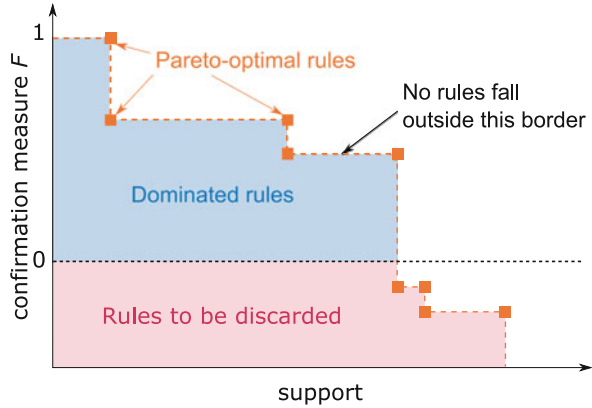 1
Pareto-optimal rules
No rules fall
outside this border
confirmation measure F
Dominated rules
0
Rules to be discarded
support